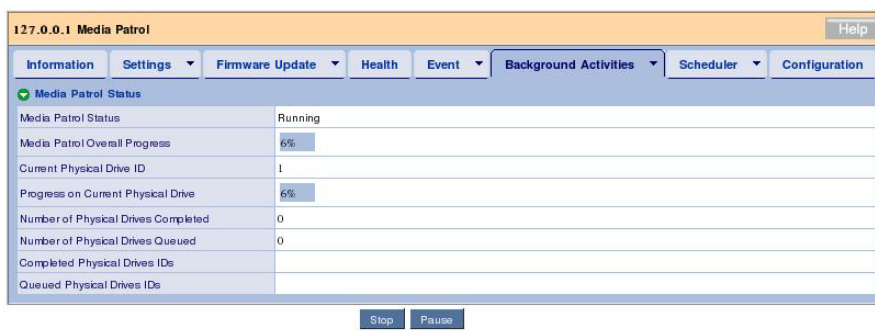 127.0.0.1 Media Patrol Help
Information Settings Firmware Update Health Event Background Activities Scheduler Configuration
Media Patrol Status
Media Patrol Status Running
Media Patrol Overall Progress 6%
Current Physical Drive ID 1
Progress on Current Physical Drive 6%
Number of Physical Drives Completed 0
Number of Physical Drives Queued 0
Completed Physical Drives IDs
Queued Physical Drives IDs
Stop Pause